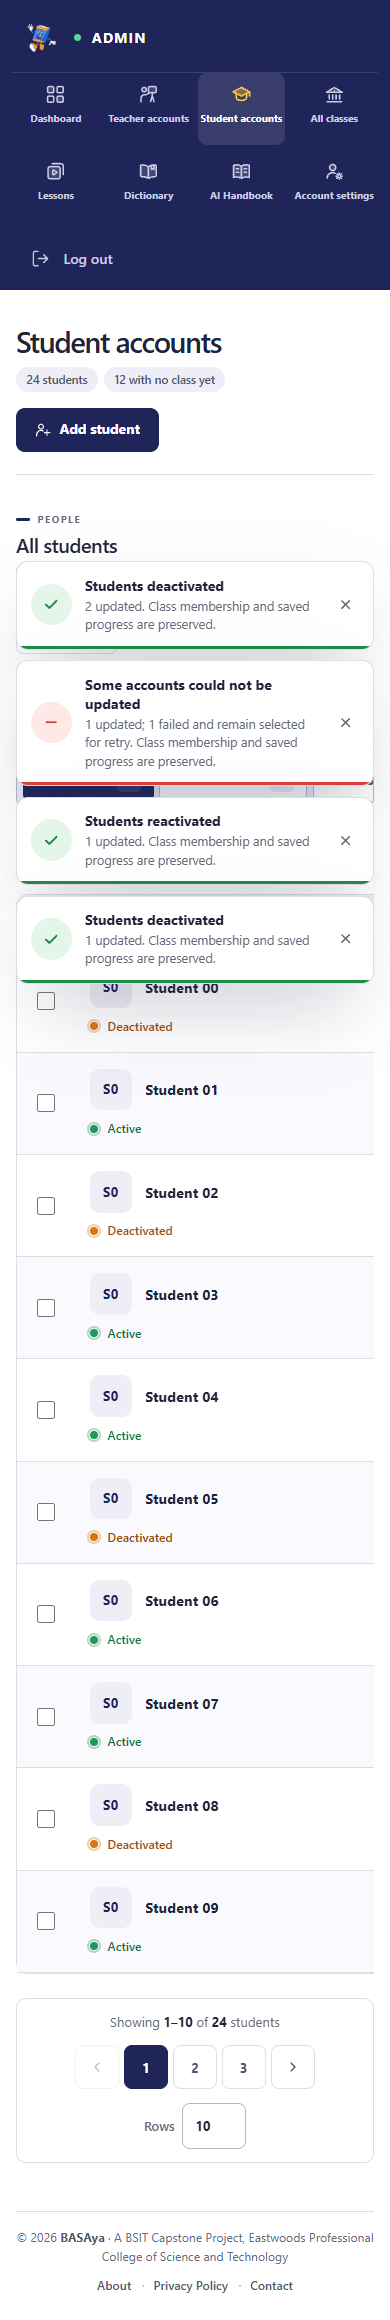 ADMIN
Dashboard
Teacher accounts
Student accounts
All classes
Lessons
Dictionary
AI Handbook
Account settings
Log out
Student accounts
24 students
12 with no class yet
Add student
PEOPLE
All students
Students deactivated
2 updated. Class membership and saved
progress are preserved.
Some accounts could not be
updated
1 updated; 1 failed and remain selected
for retry. Class membership and saved
progress are preserved.
Students reactivated
1 updated. Class membership and saved
progress are preserved.
Students deactivated
1 updated. Class membership and saved
progress are preserved.
S0 Student 00
Deactivated
S0 Student 01
Active
S0 Student 02
Deactivated
S0 Student 03
Active
S0 Student 04
Active
S0 Student 05
Deactivated
S0 Student 06
Active
S0 Student 07
Active
S0 Student 08
Deactivated
S0 Student 09
Active
Showing 1–10 of 24 students
1 2 3
Rows 10
© 2026 BASAya · A BSIT Capstone Project, Eastwoods Professional
College of Science and Technology
About · Privacy Policy · Contact